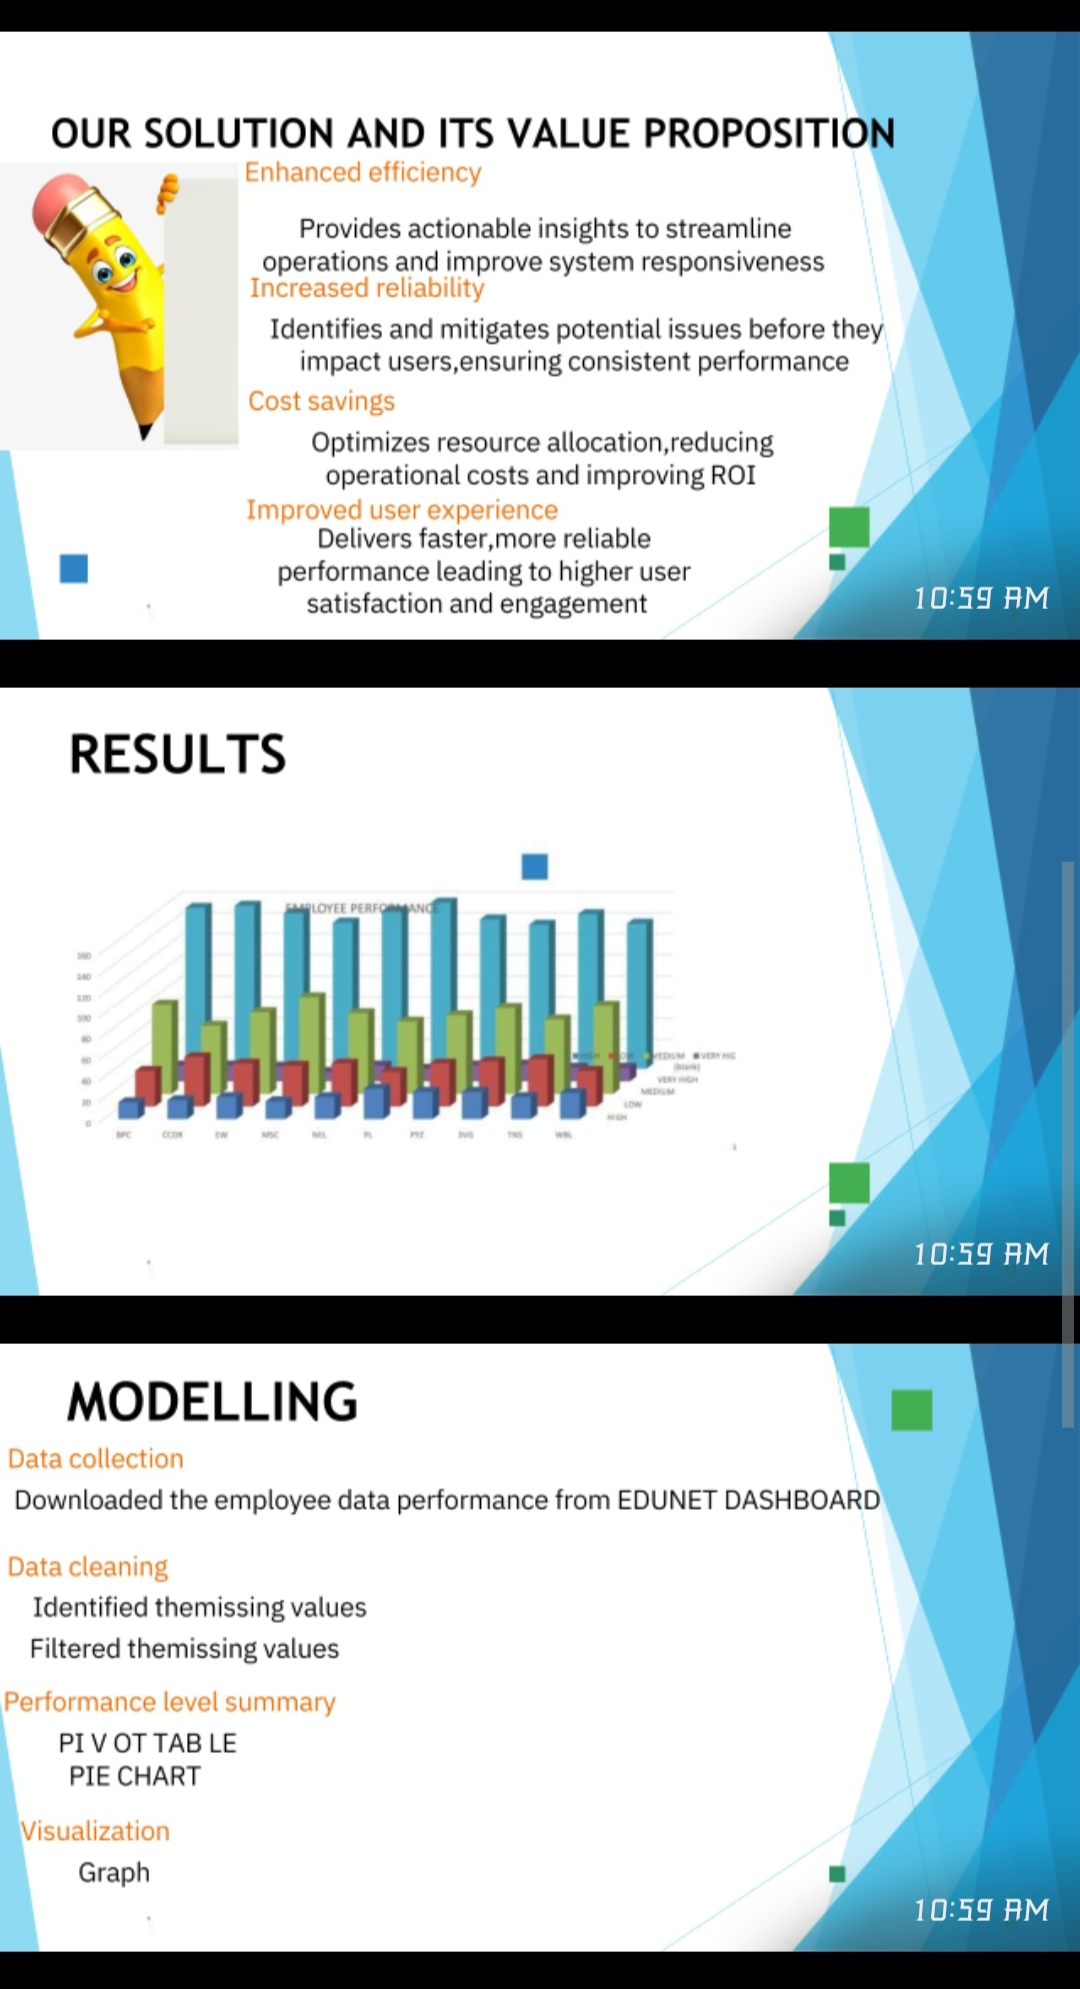 OUR SOLUTION AND ITS VALUE PROPOSITION
Enhanced efficiency
Provides actionable insights to streamline
operations and improve system responsiveness
Increased reliability
Identifies and mitigates potential issues before they
impact users,ensuring consistent performance
Cost savings
Optimizes resource allocation,reducing
operational costs and improving ROI
Improved user experience
Delivers faster,more reliable
performance leading to higher user
satisfaction and engagement
10:59 AM
RESULTS
EMPLOYEE PERFORMANCE
160
140
120
100
80
60
40
20
0
HIGH LOW MEDIUM VERY HIG
(blank)
VERY HIGH
MEDIUM
LOW
HIGH
BPC CCDR EW MSC NEL PL PYZ SVG TNS WBL
10:59 AM
MODELLING
Data collection
Downloaded the employee data performance from EDUNET DASHBOARD
Data cleaning
Identified themissing values
Filtered themissing values
Performance level summary
PI V OT TAB LE
PIE CHART
Visualization
Graph
10:59 AM